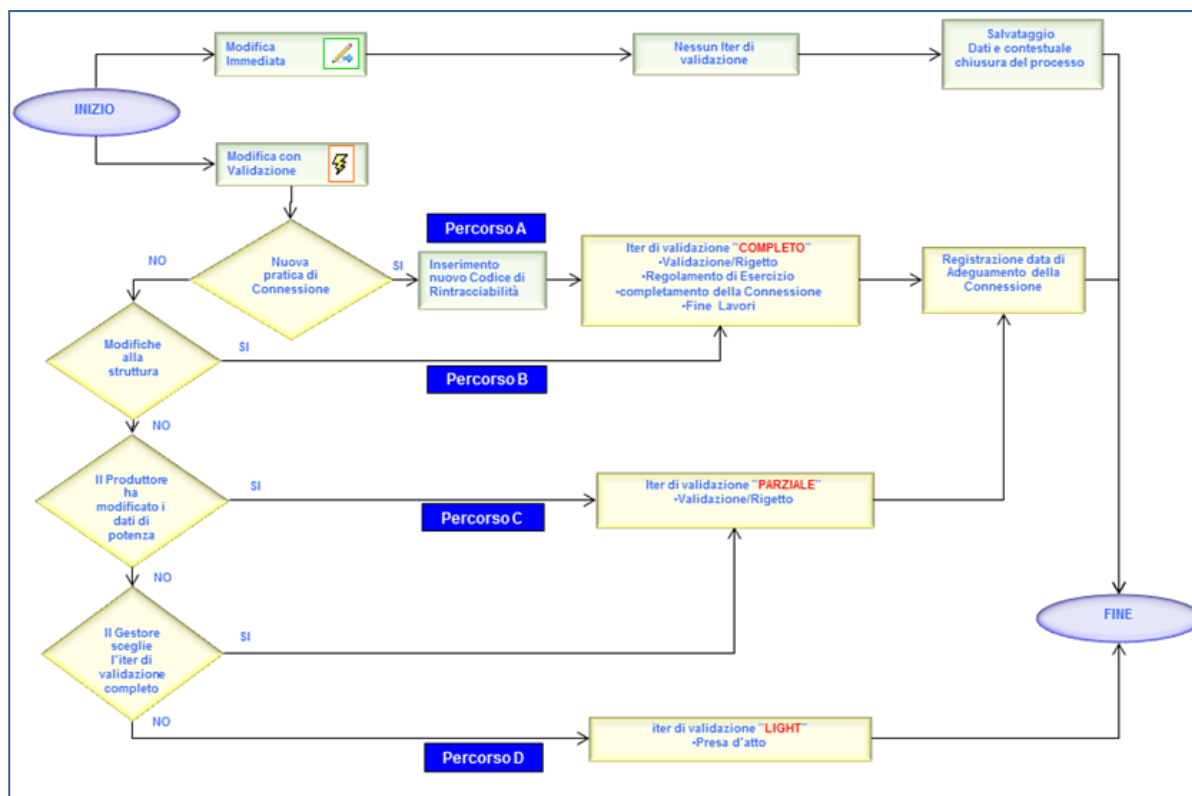 Modifica
Immediata
Nessun Iter di
validazione
Salvataggio
Dati e contestuale
chiusura del processo
INIZIO
Modifica con
Validazione
Percorso A
NO
Nuova
pratica di
Connessione
SI
Inserimento
nuovo Codice di
Rintracciabilità
Iter di validazione "COMPLETO"
•Validazione/Rigetto
•Regolamento di Esercizio
•completamento della Connessione
•Fine Lavori
Registrazione data di
Adeguamento della
Connessione
Modifiche
alla
struttura
SI
Percorso B
NO
Il Produttore
ha
modificato i
dati di
potenza
SI
Percorso C
Iter di validazione "PARZIALE"
•Validazione/Rigetto
NO
Il Gestore
sceglie
l'iter di
validazione
completo
SI
FINE
NO
Percorso D
iter di validazione "LIGHT"
•Presa d'atto